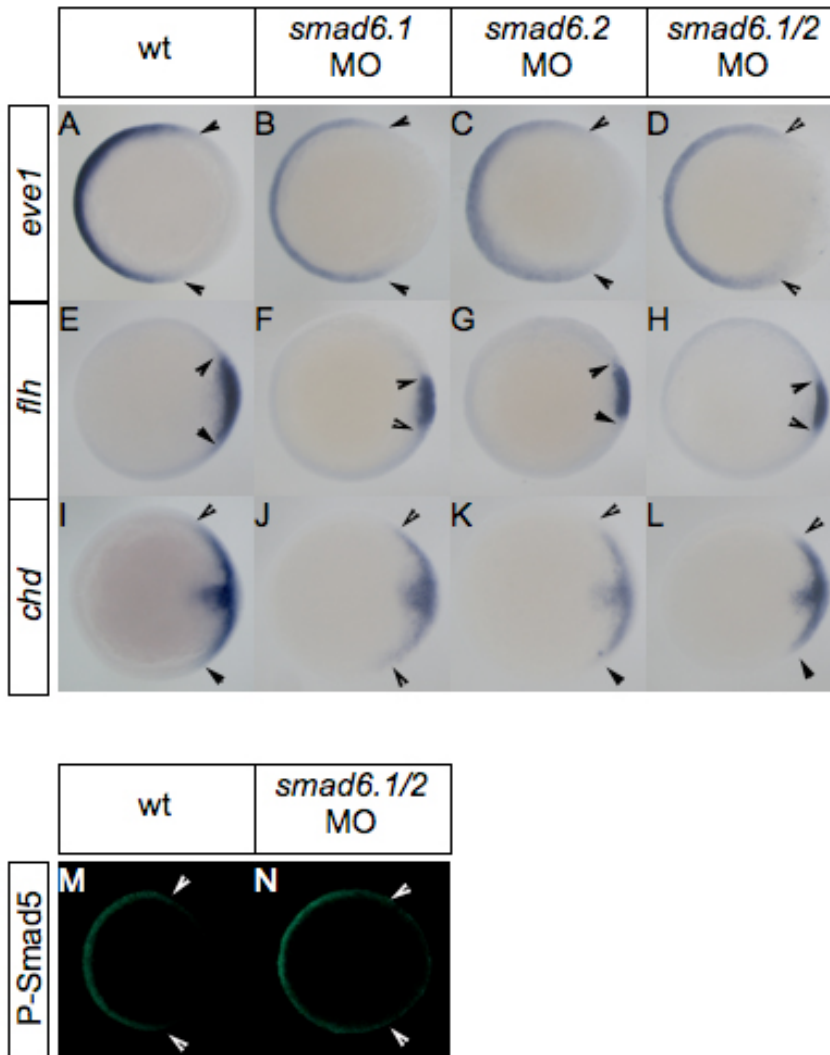 wt
smad6.1
MO
smad6.2
MO
smad6.1/2
MO
eve1
A
B
C
D
flh
E
F
G
H
chd
I
J
K
L
wt
smad6.1/2
MO
P-Smad5
M
N